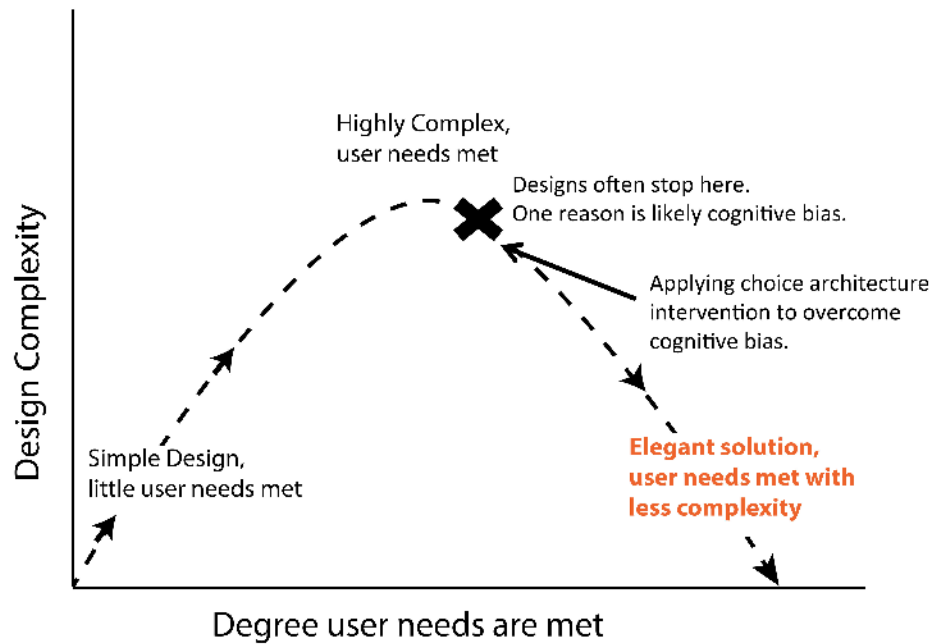 Highly Complex,
user needs met
Designs often stop here.
One reason is likely cognitive bias.
Applying choice architecture
intervention to overcome
cognitive bias.
Design Complexity
Simple Design,
little user needs met
Elegant solution,
user needs met with
less complexity
Degree user needs are met